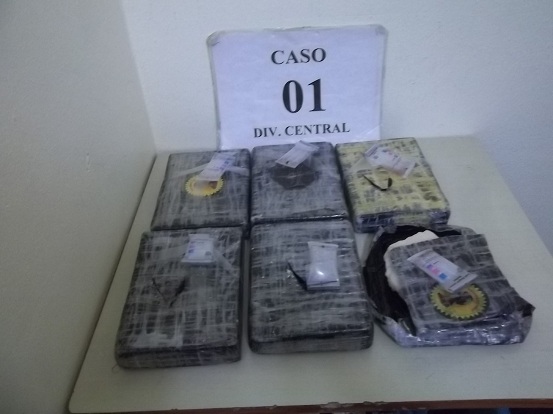 CASO
01
DIV. CENTRAL